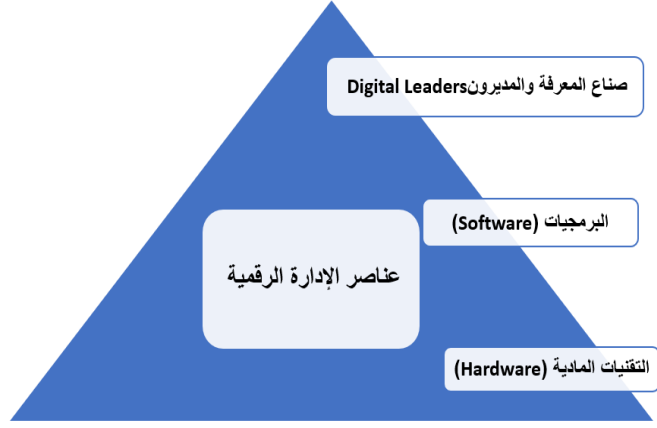 صناع المعرفة والمديرونDigital Leaders
البرمجيات (Software)
عناصر الإدارة الرقمية
التقنيات المادية (Hardware)